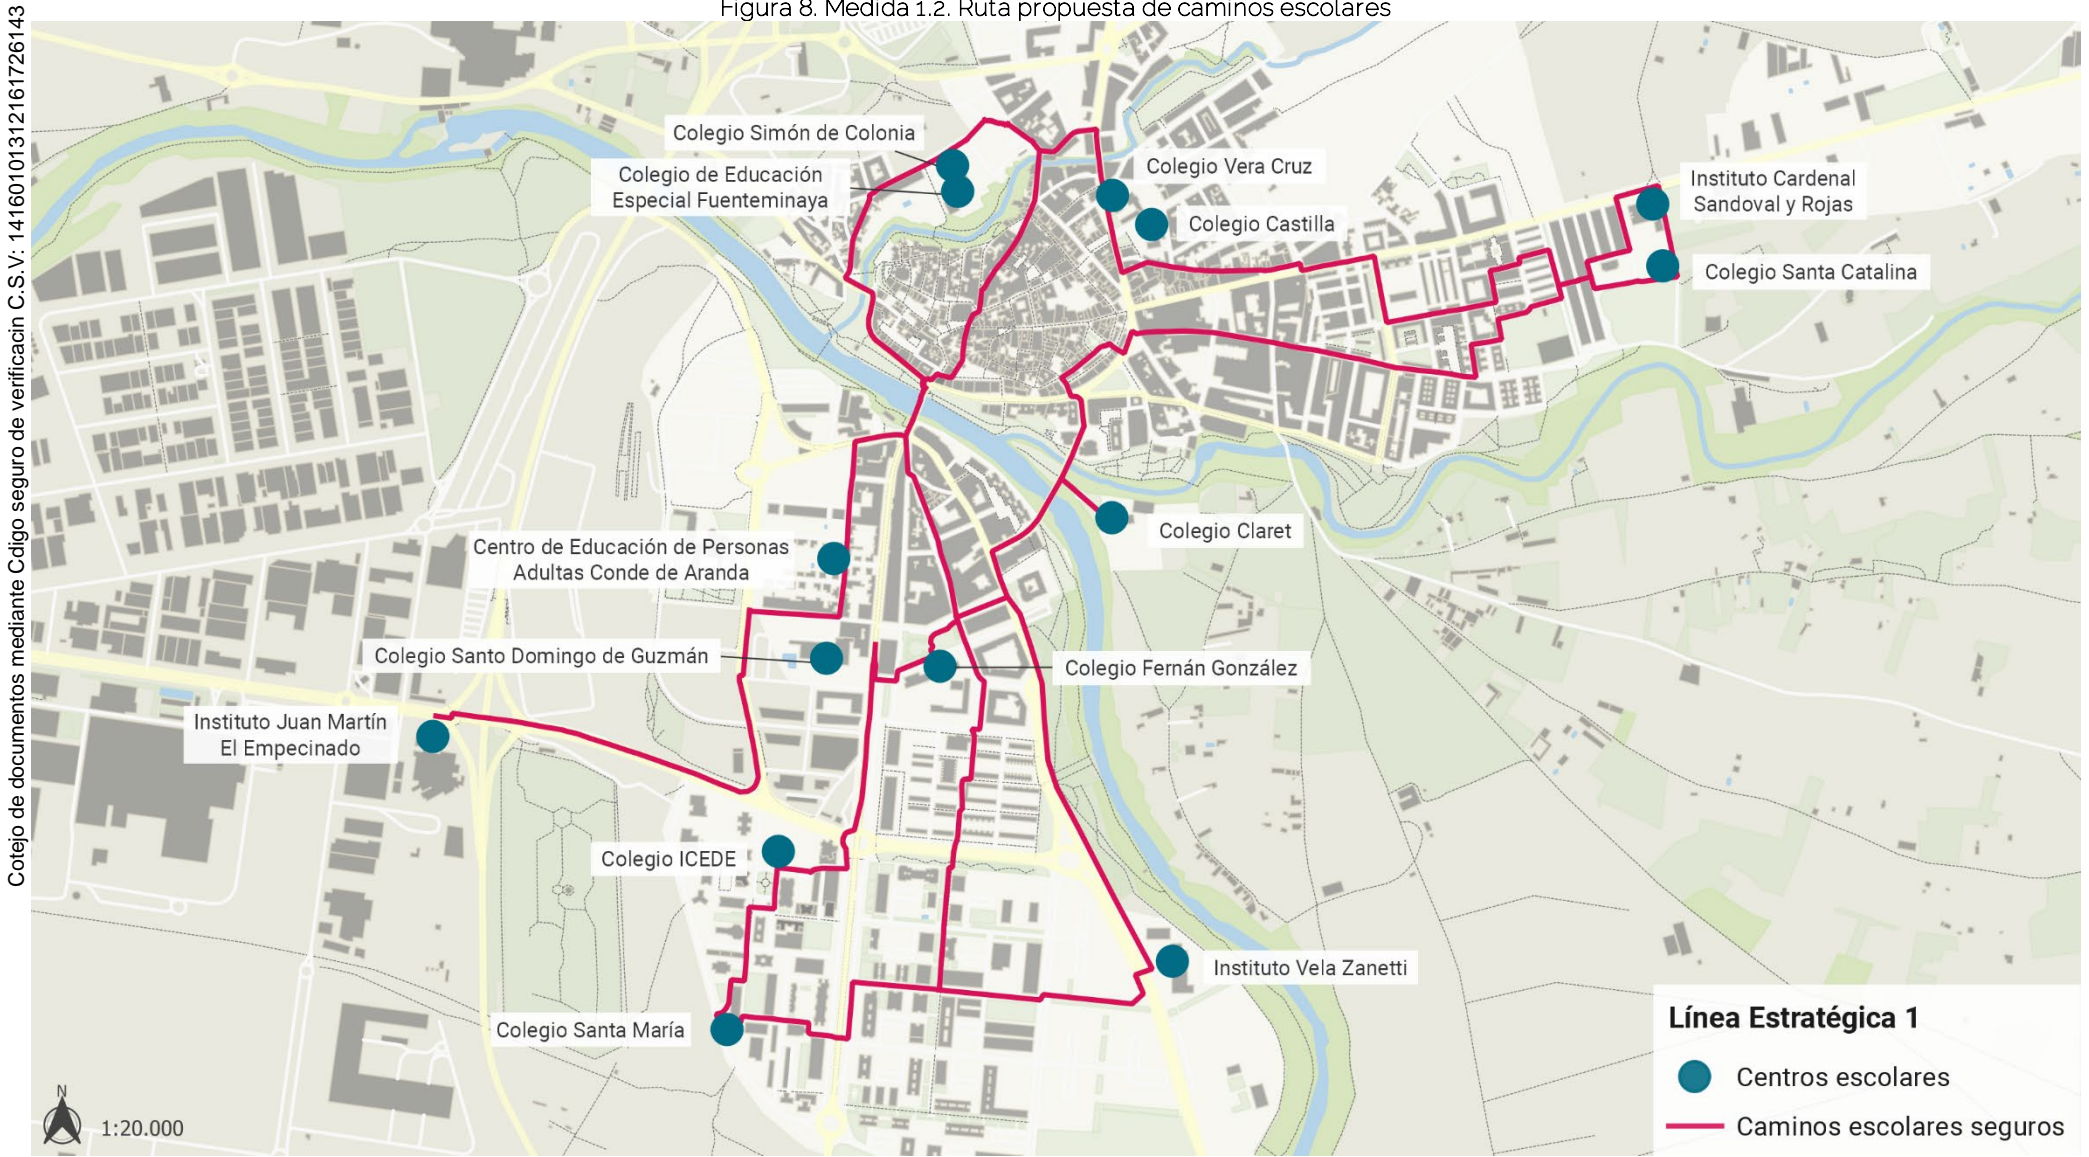 Figura 8. Medida 1.2. Ruta propuesta de caminos escolares
Cotejo de documentos mediante Cdigo seguro de verificacin C.S.V.: 14160101313121617726143
Colegio Simón de Colonia
Colegio de Educación
Especial Fuenteminaya
Colegio Vera Cruz
Colegio Castilla
Instituto Cardenal
Sandoval y Rojas
Colegio Santa Catalina
Colegio Claret
Centro de Educación de Personas
Adultas Conde de Aranda
Colegio Santo Domingo de Guzmán
Colegio Fernán González
Instituto Juan Martín
El Empecinado
Colegio ICEDE
Instituto Vela Zanetti
Colegio Santa María
Línea Estratégica 1
Centros escolares
Caminos escolares seguros
N
1:20.000